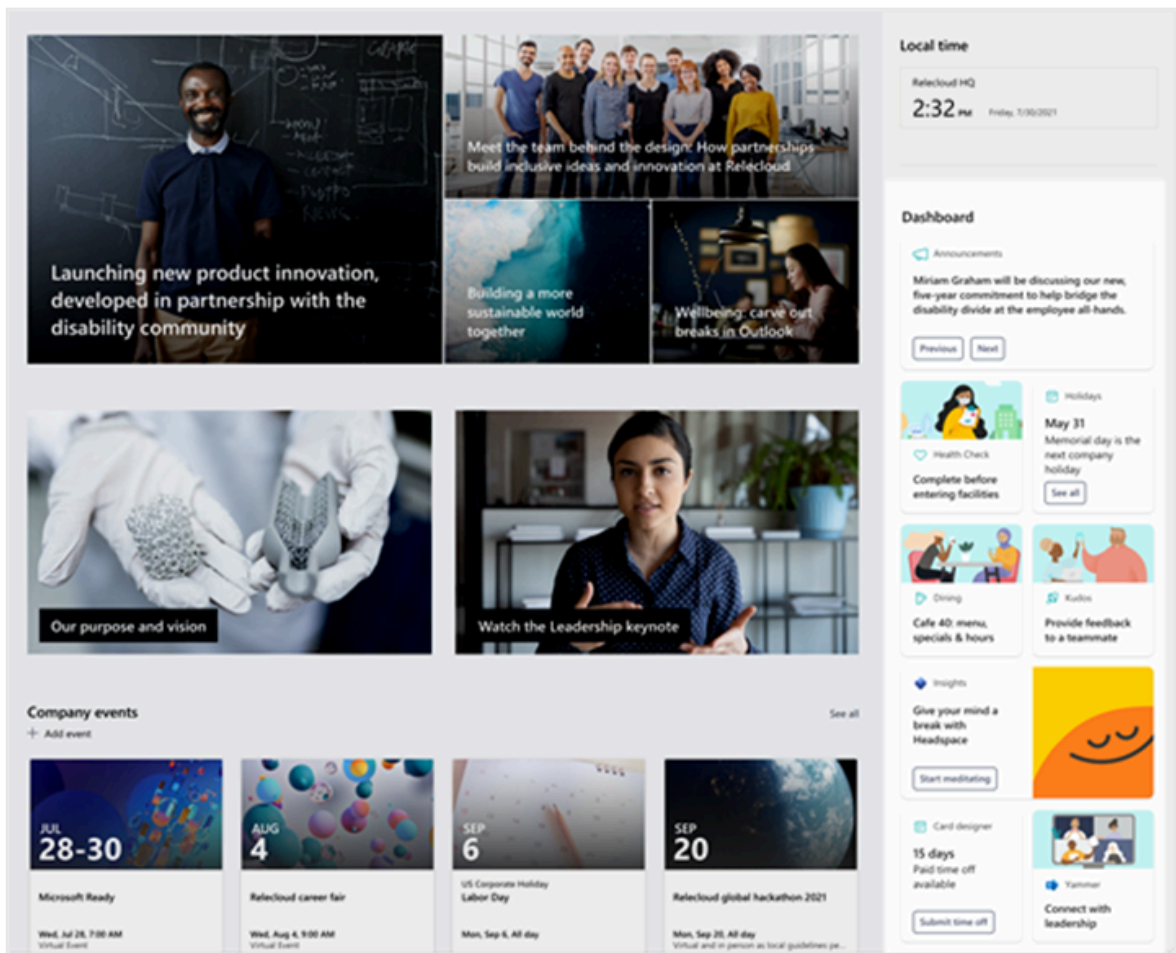 Launching new product innovation,
developed in partnership with the
disability community
Meet the team behind the design: How partnerships
build inclusive ideas and innovation at Relecloud
Building a more
sustainable world
together
Wellbeing: carve out
breaks in Outlook
Our purpose and vision
Watch the Leadership keynote
Company events
See all
+ Add event
JUL
28-30
Microsoft Ready
Wed, Jul 28, 7:00 AM
Virtual Event
AUG
4
Relecloud career fair
Wed, Aug 4, 9:00 AM
Virtual Event
SEP
6
US Corporate Holiday
Labor Day
Mon, Sep 6, All day
SEP
20
Relecloud global hackathon 2021
Mon, Sep 20, All day
Virtual and in person as local guidelines pe...
Local time
Relecloud HQ
2:32 PM Friday, 7/30/2021
Dashboard
Announcements
Miriam Graham will be discussing our new,
five-year commitment to help bridge the
disability divide at the employee all-hands.
Previous Next
Health Check
Complete before
entering facilities
Holidays
May 31
Memorial day is the
next company
holiday
See all
Dining
Cafe 40: menu,
specials & hours
Kudos
Provide feedback
to a teammate
Insights
Give your mind a
break with
Headspace
Start meditating
Card designer
15 days
Paid time off
available
Submit time off
Yammer
Connect with
leadership